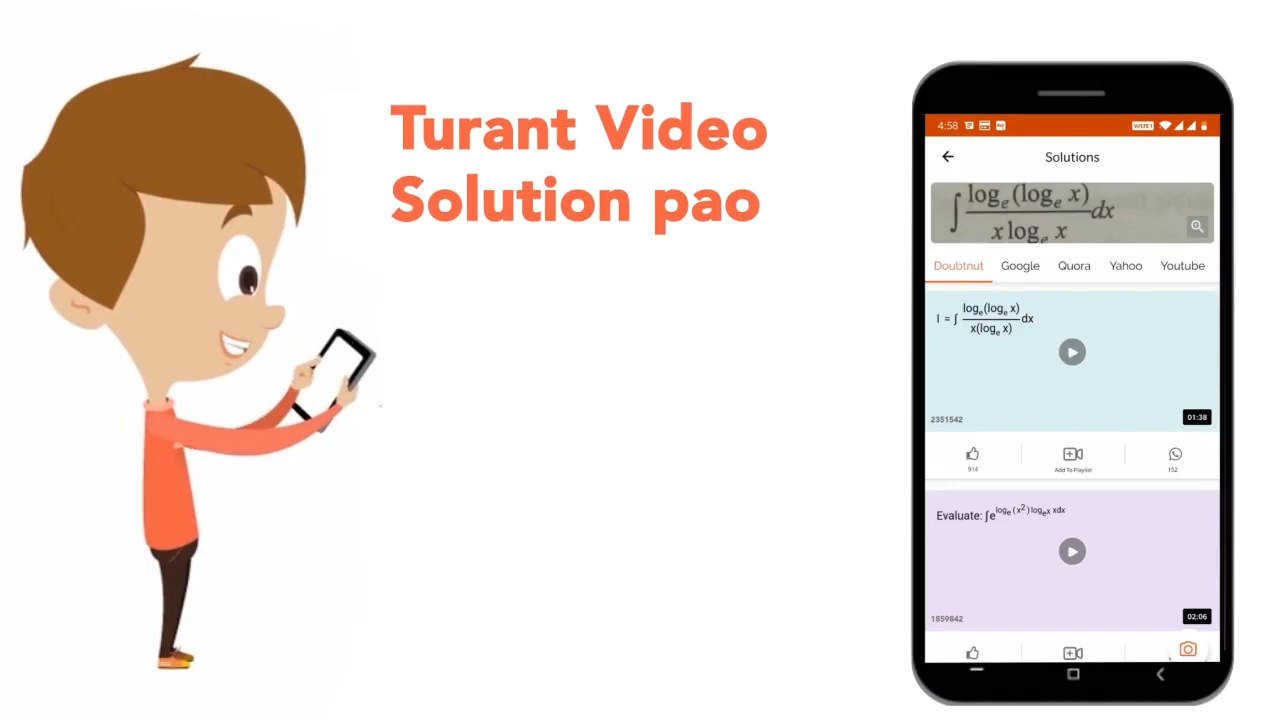 Turant Video
Solution pao
4:58
VoLTE1
Solutions
∫ logₑ(logₑ x) / x logₑ x dx
Doubtnut Google Quora Yahoo Youtube
I = ∫ logₑ(logₑ x) / x(logₑ x) dx
2351542 01:38
914 Add To Playlist 152
Evaluate: ∫e^logₑ(x²)logₑx xdx
1859842 02:06